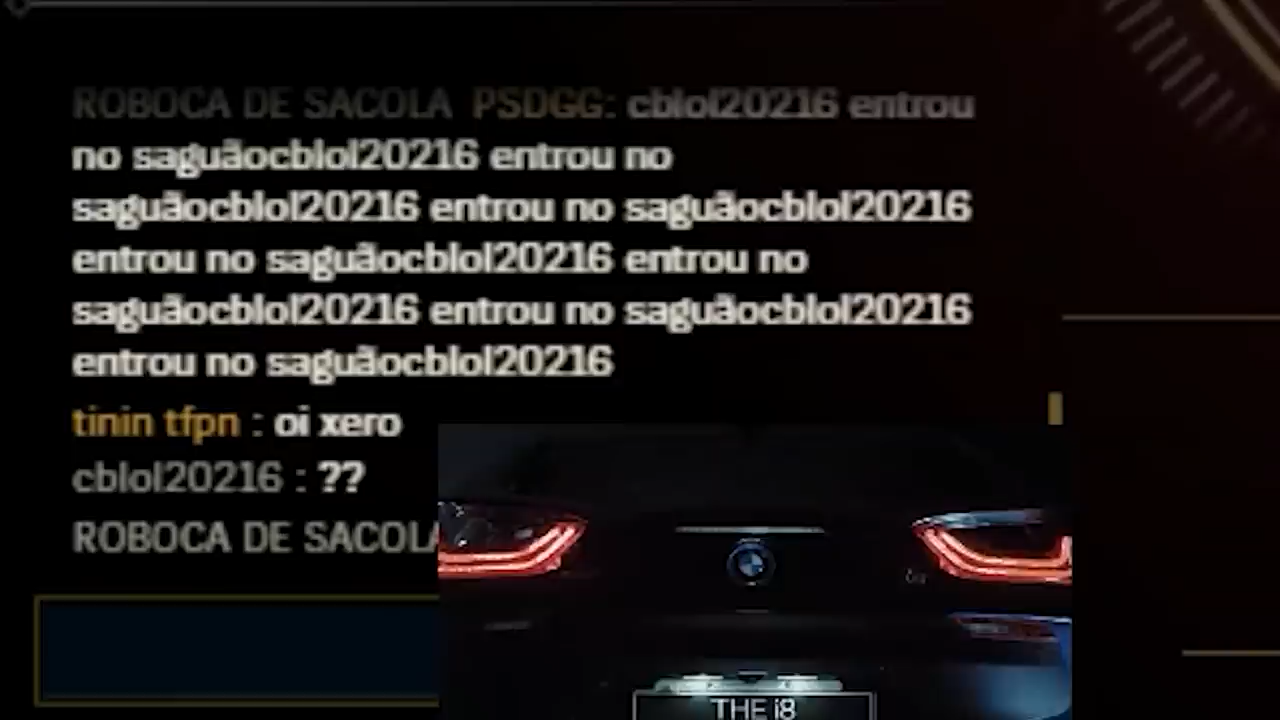 ROBOCA DE SACOLA PSDGG: cblol20216 entrou
no saguãocblol20216 entrou no
saguãocblol20216 entrou no saguãocblol20216
entrou no saguãocblol20216 entrou no
saguãocblol20216 entrou no saguãocblol20216
entrou no saguãocblol20216
tinin tfpn : oi xero
cblol20216 : ??
ROBOCA DE SACOLA
THE i8